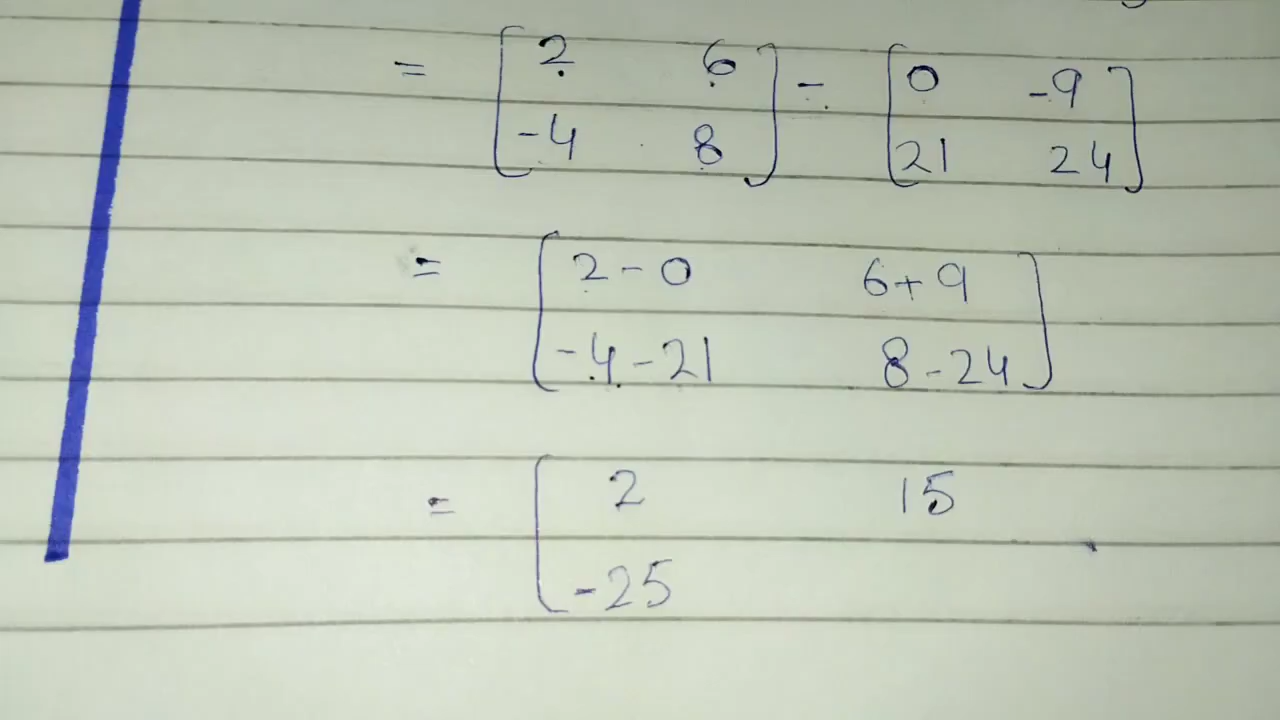 = [ 2 6 ] - [ 0 -9 ]
[ -4 8 ] [ 21 24 ]
= [ 2 - 0 6 + 9 ]
[ -4 - 21 8 - 24 ]
= [ 2 15
[ -25